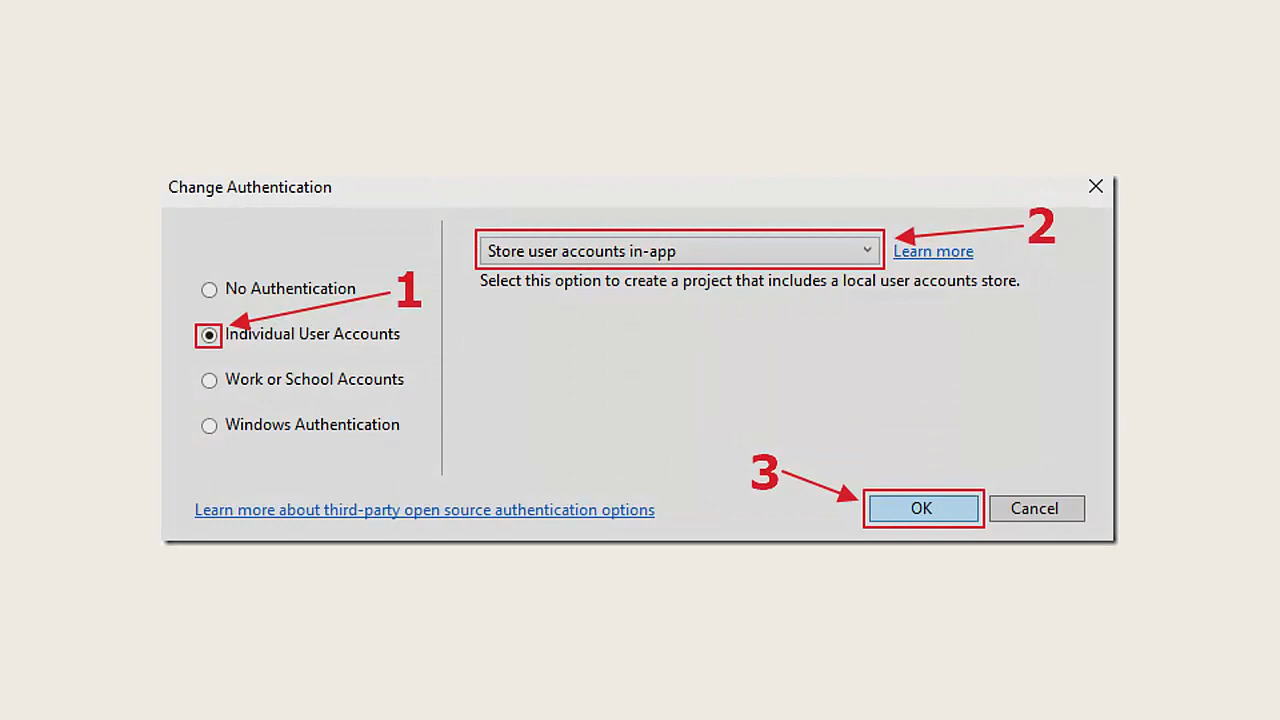 Change Authentication
2
Store user accounts in-app
Learn more
Select this option to create a project that includes a local user accounts store.
No Authentication
1
Individual User Accounts
Work or School Accounts
Windows Authentication
3
Learn more about third-party open source authentication options
OK
Cancel